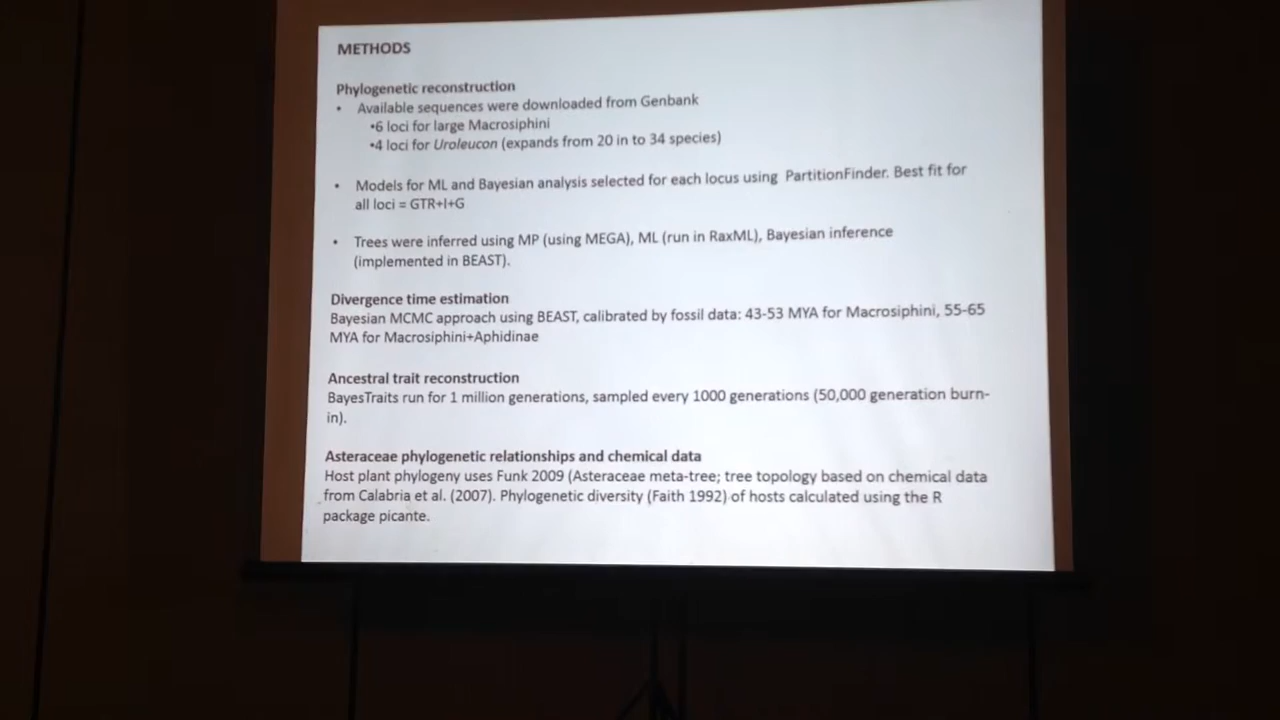 METHODS
Phylogenetic reconstruction
• Available sequences were downloaded from Genbank
•6 loci for large Macrosiphini
•4 loci for Uroleucon (expands from 20 in to 34 species)
• Models for ML and Bayesian analysis selected for each locus using PartitionFinder. Best fit for
all loci = GTR+I+G
• Trees were inferred using MP (using MEGA), ML (run in RaxML), Bayesian inference
(implemented in BEAST).
Divergence time estimation
Bayesian MCMC approach using BEAST, calibrated by fossil data: 43-53 MYA for Macrosiphini, 55-65
MYA for Macrosiphini+Aphidinae
Ancestral trait reconstruction
BayesTraits run for 1 million generations, sampled every 1000 generations (50,000 generation burn-
in).
Asteraceae phylogenetic relationships and chemical data
Host plant phylogeny uses Funk 2009 (Asteraceae meta-tree; tree topology based on chemical data
from Calabria et al. (2007). Phylogenetic diversity (Faith 1992) of hosts calculated using the R
package picante.